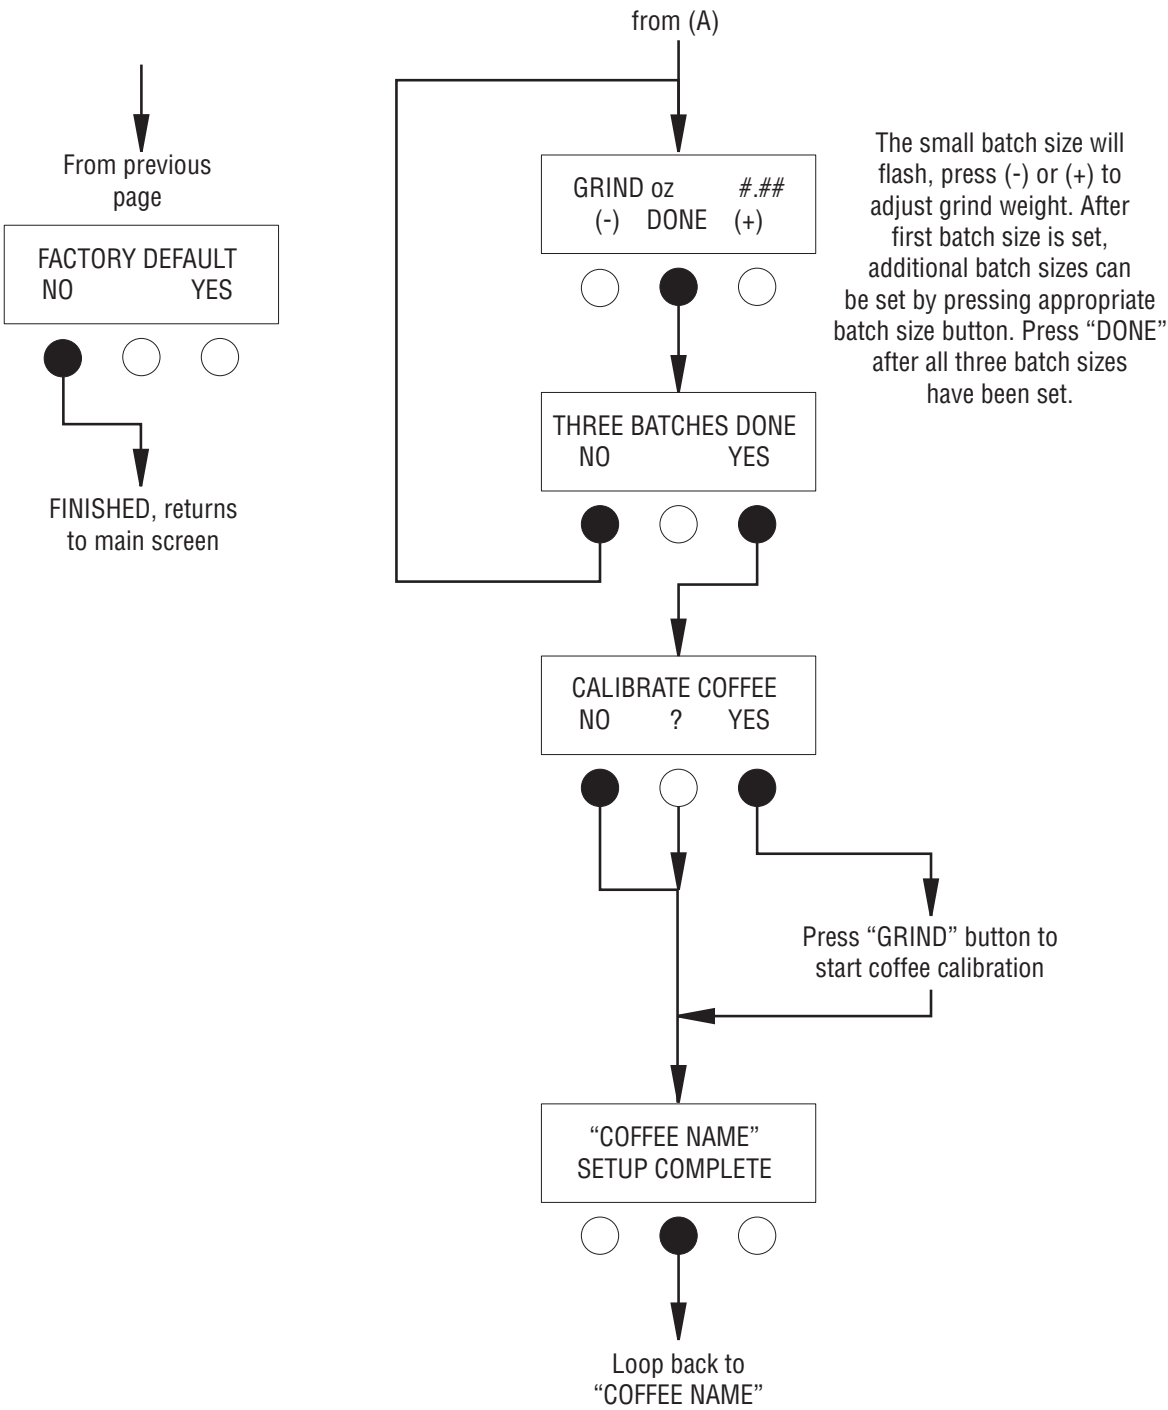 from (A)
From previous
page
FACTORY DEFAULT
NO YES
FINISHED, returns
to main screen
GRIND oz #.##
(-) DONE (+)
The small batch size will
flash, press (-) or (+) to
adjust grind weight. After
first batch size is set,
additional batch sizes can
be set by pressing appropriate
batch size button. Press “DONE”
after all three batch sizes
have been set.
THREE BATCHES DONE
NO YES
CALIBRATE COFFEE
NO ? YES
Press “GRIND” button to
start coffee calibration
“COFFEE NAME”
SETUP COMPLETE
Loop back to
“COFFEE NAME”